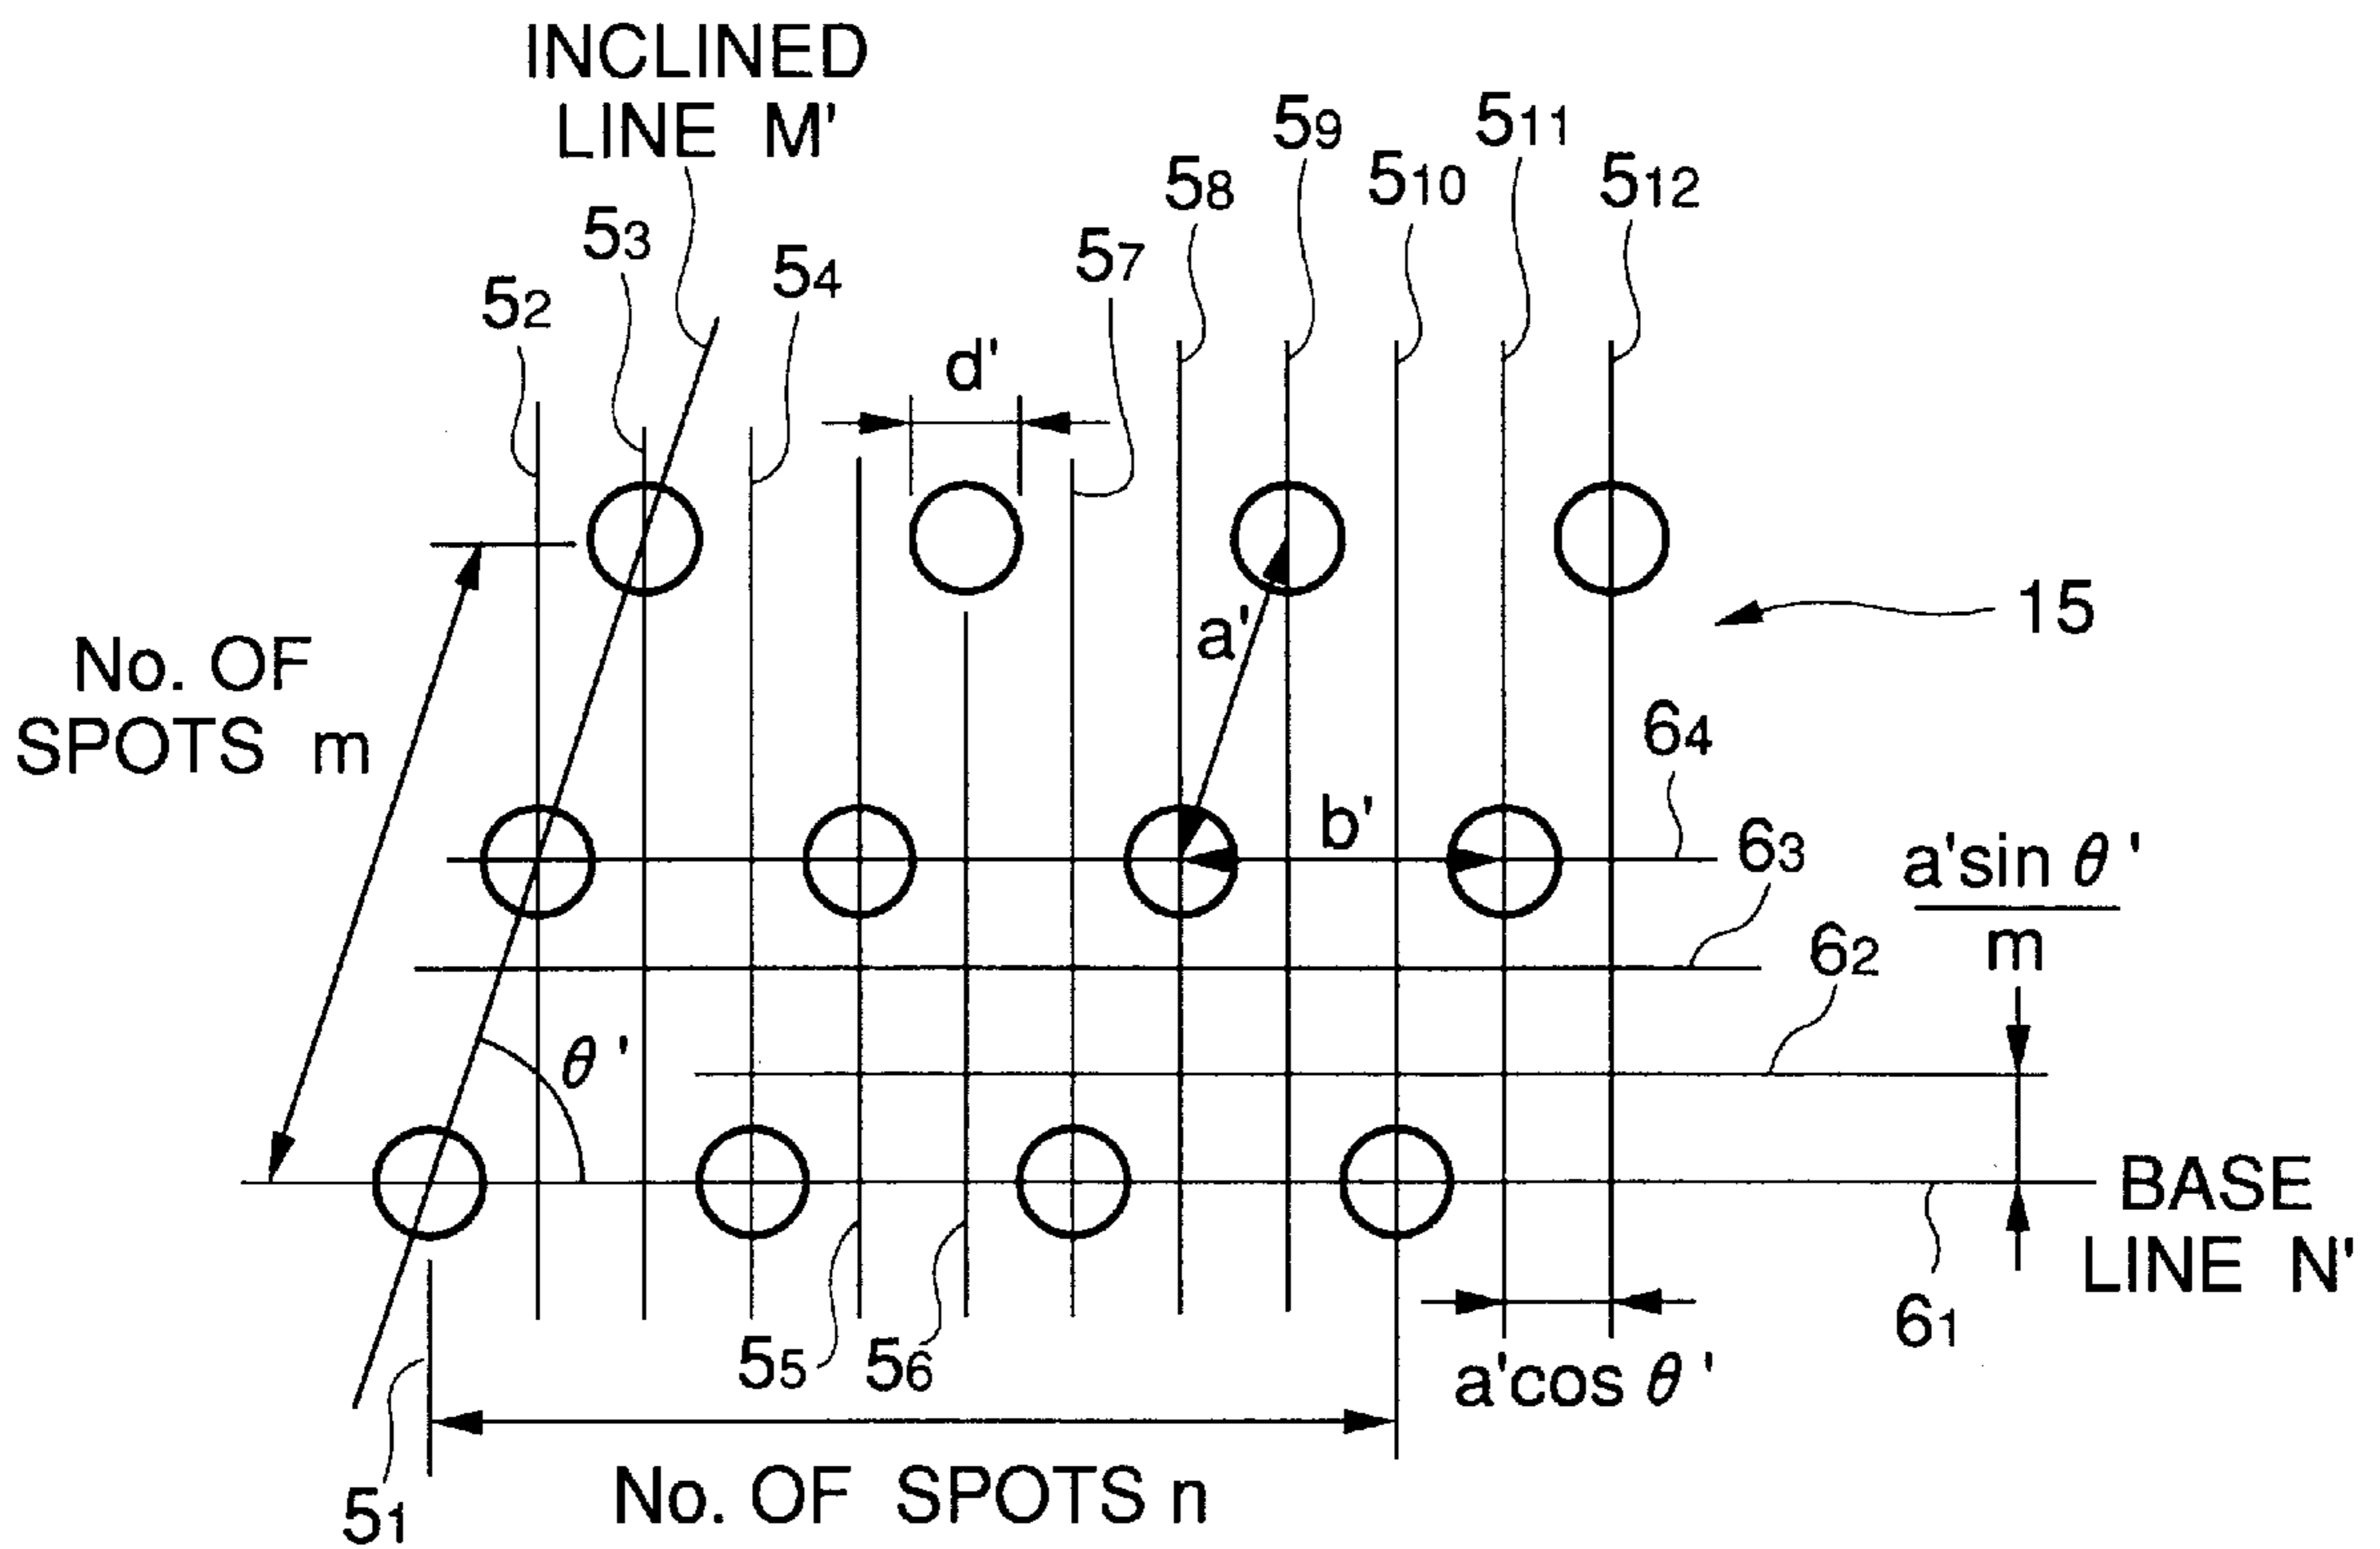 INCLINED
LINE M'
5₉
5₁₁
5₈
5₁₀
5₁₂
5₃
5₄
5₇
5₂
d'
a'
15
No. OF
SPOTS m
6₄
b'
6₃
a'sin θ'
m
6₂
θ'
BASE
LINE N'
6₁
5₅
5₆
a'cos θ'
No. OF SPOTS n
5₁